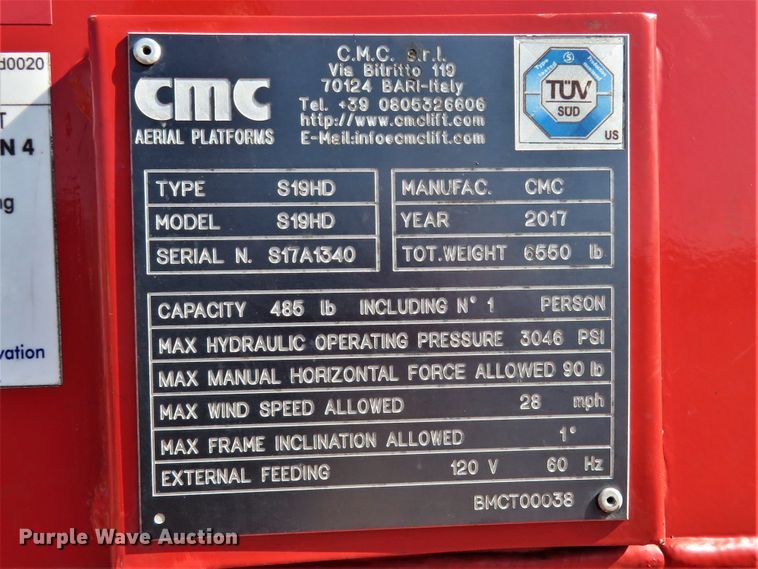 d0020
T
N 4
ng
vation
C.M.C. s.r.l.
Via Bitritto 119
70124 BARI-Italy
Tel. +39 0805326606
http://www.cmclift.com
E-Mail:info@cmclift.com
cmc
AERIAL PLATFORMS
TÜV
SÜD
US
TYPE S19HD
MODEL S19HD
SERIAL N. S17A1340
MANUFAC. CMC
YEAR 2017
TOT.WEIGHT 6550 lb
CAPACITY 485 lb INCLUDING N° 1 PERSON
MAX HYDRAULIC OPERATING PRESSURE 3046 PSI
MAX MANUAL HORIZONTAL FORCE ALLOWED 90 lb
MAX WIND SPEED ALLOWED 28 mph
MAX FRAME INCLINATION ALLOWED 1°
EXTERNAL FEEDING 120 V 60 Hz
BMCT00038
Purple Wave Auction